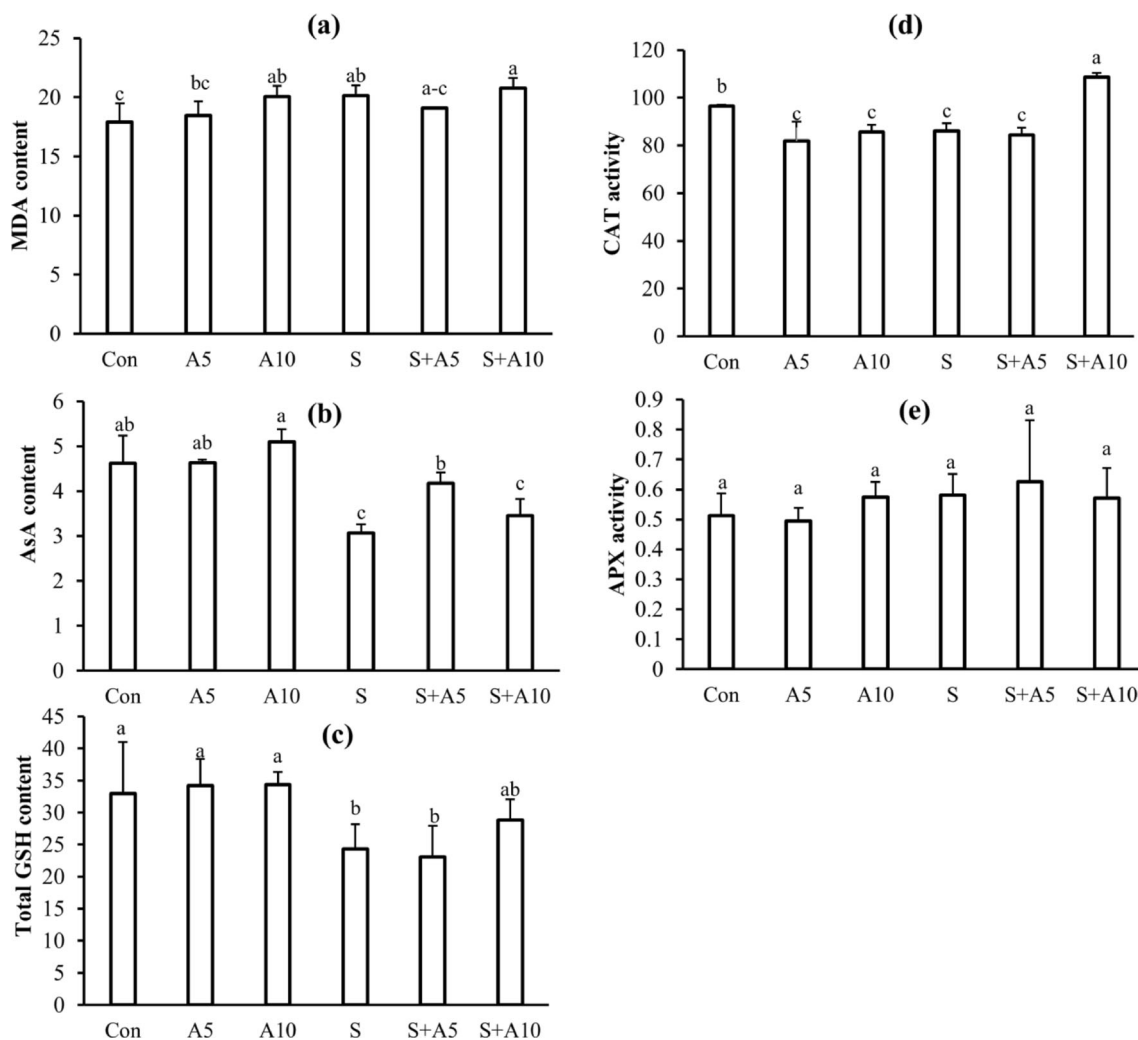 (a)
MDA content
25
20
15
10
5
0
c
bc
ab
ab
a-c
a
Con A5 A10 S S+A5 S+A10
(b)
AsA content
6
5
4
3
2
1
0
ab
ab
a
c
b
c
Con A5 A10 S S+A5 S+A10
(c)
Total GSH content
45
40
35
30
25
20
15
10
5
0
a
a
a
b
b
ab
Con A5 A10 S S+A5 S+A10
(d)
CAT activity
120
100
80
60
40
20
0
b
c
c
c
c
a
Con A5 A10 S S+A5 S+A10
(e)
APX activity
0.9
0.8
0.7
0.6
0.5
0.4
0.3
0.2
0.1
0
a
a
a
a
a
a
Con A5 A10 S S+A5 S+A10